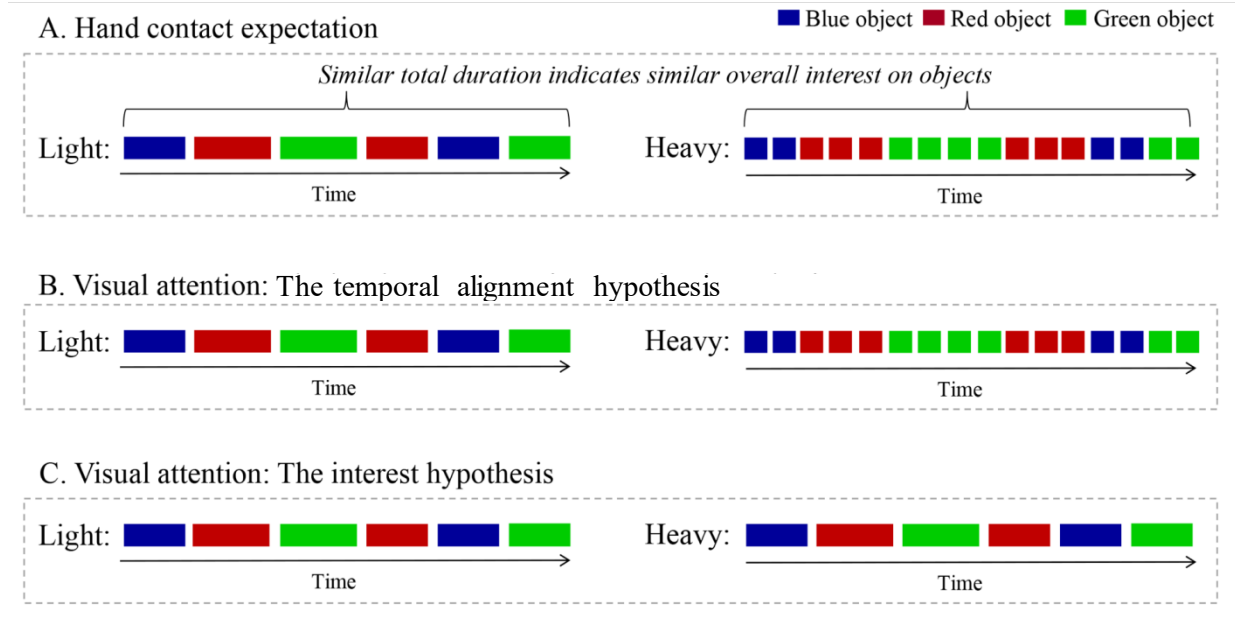 A. Hand contact expectation
Blue object Red object Green object
Similar total duration indicates similar overall interest on objects
Light: Heavy:
Time Time
B. Visual attention: The temporal alignment hypothesis
Light: Heavy:
Time Time
C. Visual attention: The interest hypothesis
Light: Heavy:
Time Time